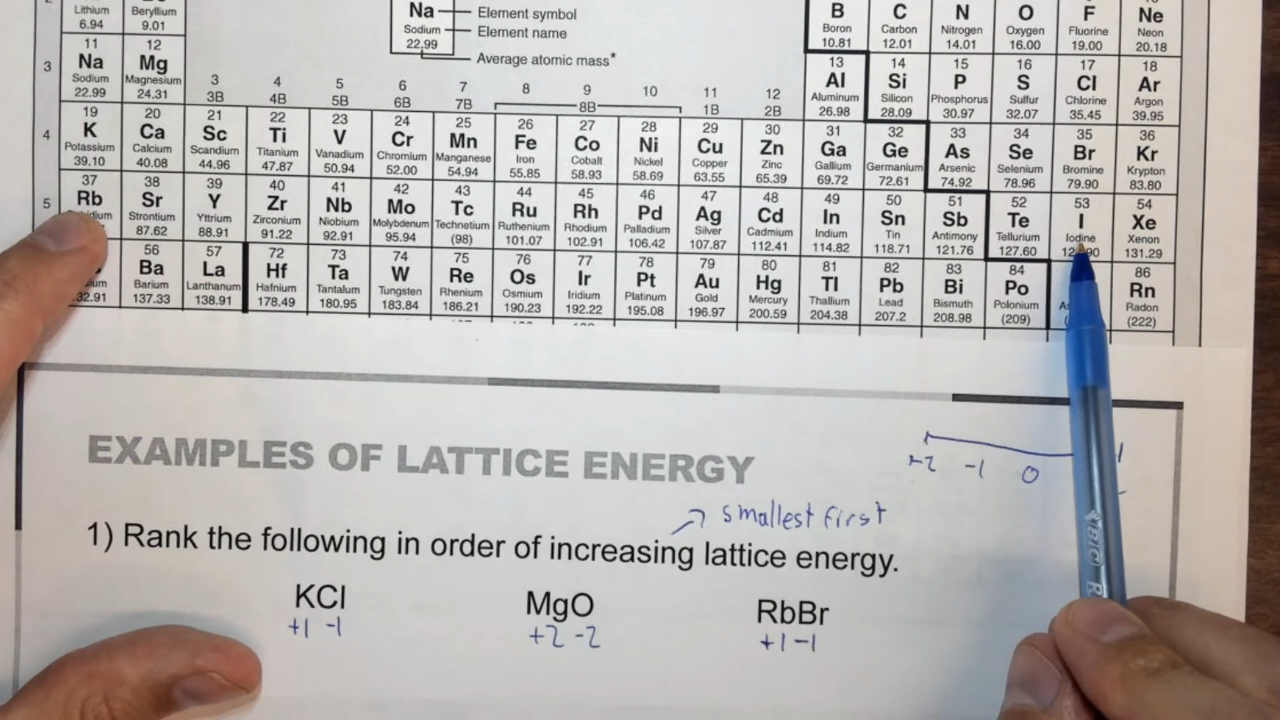 Lithium Beryllium
6.94 9.01
Na Element symbol
Sodium Element name
22.99 Average atomic mass*
B C N O F Ne
Boron Carbon Nitrogen Oxygen Fluorine Neon
10.81 12.01 14.01 16.00 19.00 20.18
3
11 12
Na Mg
Sodium Magnesium
22.99 24.31
3 4 5 6 7 8 9 10 11 12
3B 4B 5B 6B 7B 8B 1B 2B
13 14 15 16 17 18
Al Si P S Cl Ar
Aluminum Silicon Phosphorus Sulfur Chlorine Argon
26.98 28.09 30.97 32.07 35.45 39.95
4
19 20 21 22 23 24 25 26 27 28 29 30 31 32 33 34 35 36
K Ca Sc Ti V Cr Mn Fe Co Ni Cu Zn Ga Ge As Se Br Kr
Potassium Calcium Scandium Titanium Vanadium Chromium Manganese Iron Cobalt Nickel Copper Zinc Gallium Germanium Arsenic Selenium Bromine Krypton
39.10 40.08 44.96 47.87 50.94 52.00 54.94 55.85 58.93 58.69 63.55 65.39 69.72 72.61 74.92 78.96 79.90 83.80
5
37 38 39 40 41 42 43 44 45 46 47 48 49 50 51 52 53 54
Rb Sr Y Zr Nb Mo Tc Ru Rh Pd Ag Cd In Sn Sb Te I Xe
Strontium Yttrium Zirconium Niobium Molybdenum Technetium Ruthenium Rhodium Palladium Silver Cadmium Indium Tin Antimony Tellurium Iodine Xenon
87.62 88.91 91.22 92.91 95.94 (98) 101.07 102.91 106.42 107.87 112.41 114.82 118.71 121.76 127.60 131.29
56 57 72 73 74 75 76 77 78 79 80 81 82 83 84 86
Ba La Hf Ta W Re Os Ir Pt Au Hg Tl Pb Bi Po Rn
Barium Lanthanum Hafnium Tantalum Tungsten Rhenium Osmium Iridium Platinum Gold Mercury Thallium Lead Bismuth Polonium Radon
137.33 138.91 178.49 180.95 183.84 186.21 190.23 192.22 195.08 196.97 200.59 204.38 207.2 208.98 (209) (222)
EXAMPLES OF LATTICE ENERGY
-1 0
smallest first
1) Rank the following in order of increasing lattice energy.
KCl MgO RbBr
+1 -1 +2 -2 +1 -1
BIC